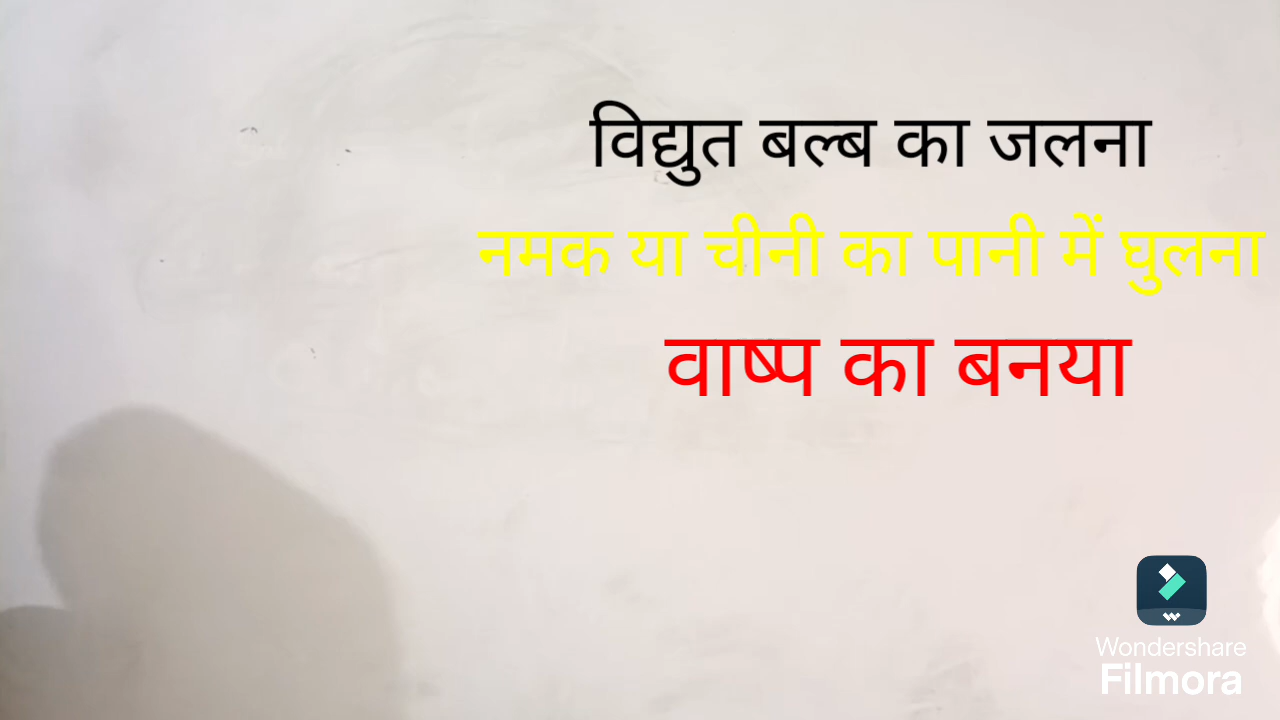 विद्युत बल्ब का जलना
नमक या चीनी का पानी में घुलना
वाष्प का बनया
Wondershare
Filmora